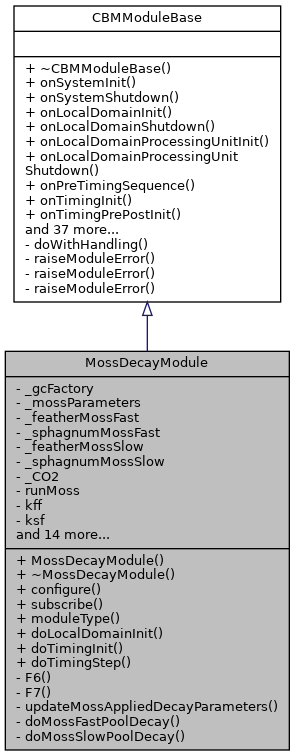 CBMModuleBase
+ ~CBMModuleBase()
+ onSystemInit()
+ onSystemShutdown()
+ onLocalDomainInit()
+ onLocalDomainShutdown()
+ onLocalDomainProcessingUnitInit()
+ onLocalDomainProcessingUnit
Shutdown()
+ onPreTimingSequence()
+ onTimingInit()
+ onTimingPrePostInit()
and 37 more...
- doWithHandling()
- raiseModuleError()
- raiseModuleError()
- raiseModuleError()
MossDecayModule
- _gcFactory
- _mossParameters
- _featherMossFast
- _sphagnumMossFast
- _featherMossSlow
- _sphagnumMossSlow
- _CO2
- runMoss
- kff
- ksf
and 14 more...
+ MossDecayModule()
+ ~MossDecayModule()
+ configure()
+ subscribe()
+ moduleType()
+ doLocalDomainInit()
+ doTimingInit()
+ doTimingStep()
- F6()
- F7()
- updateMossAppliedDecayParameters()
- doMossFastPoolDecay()
- doMossSlowPoolDecay()